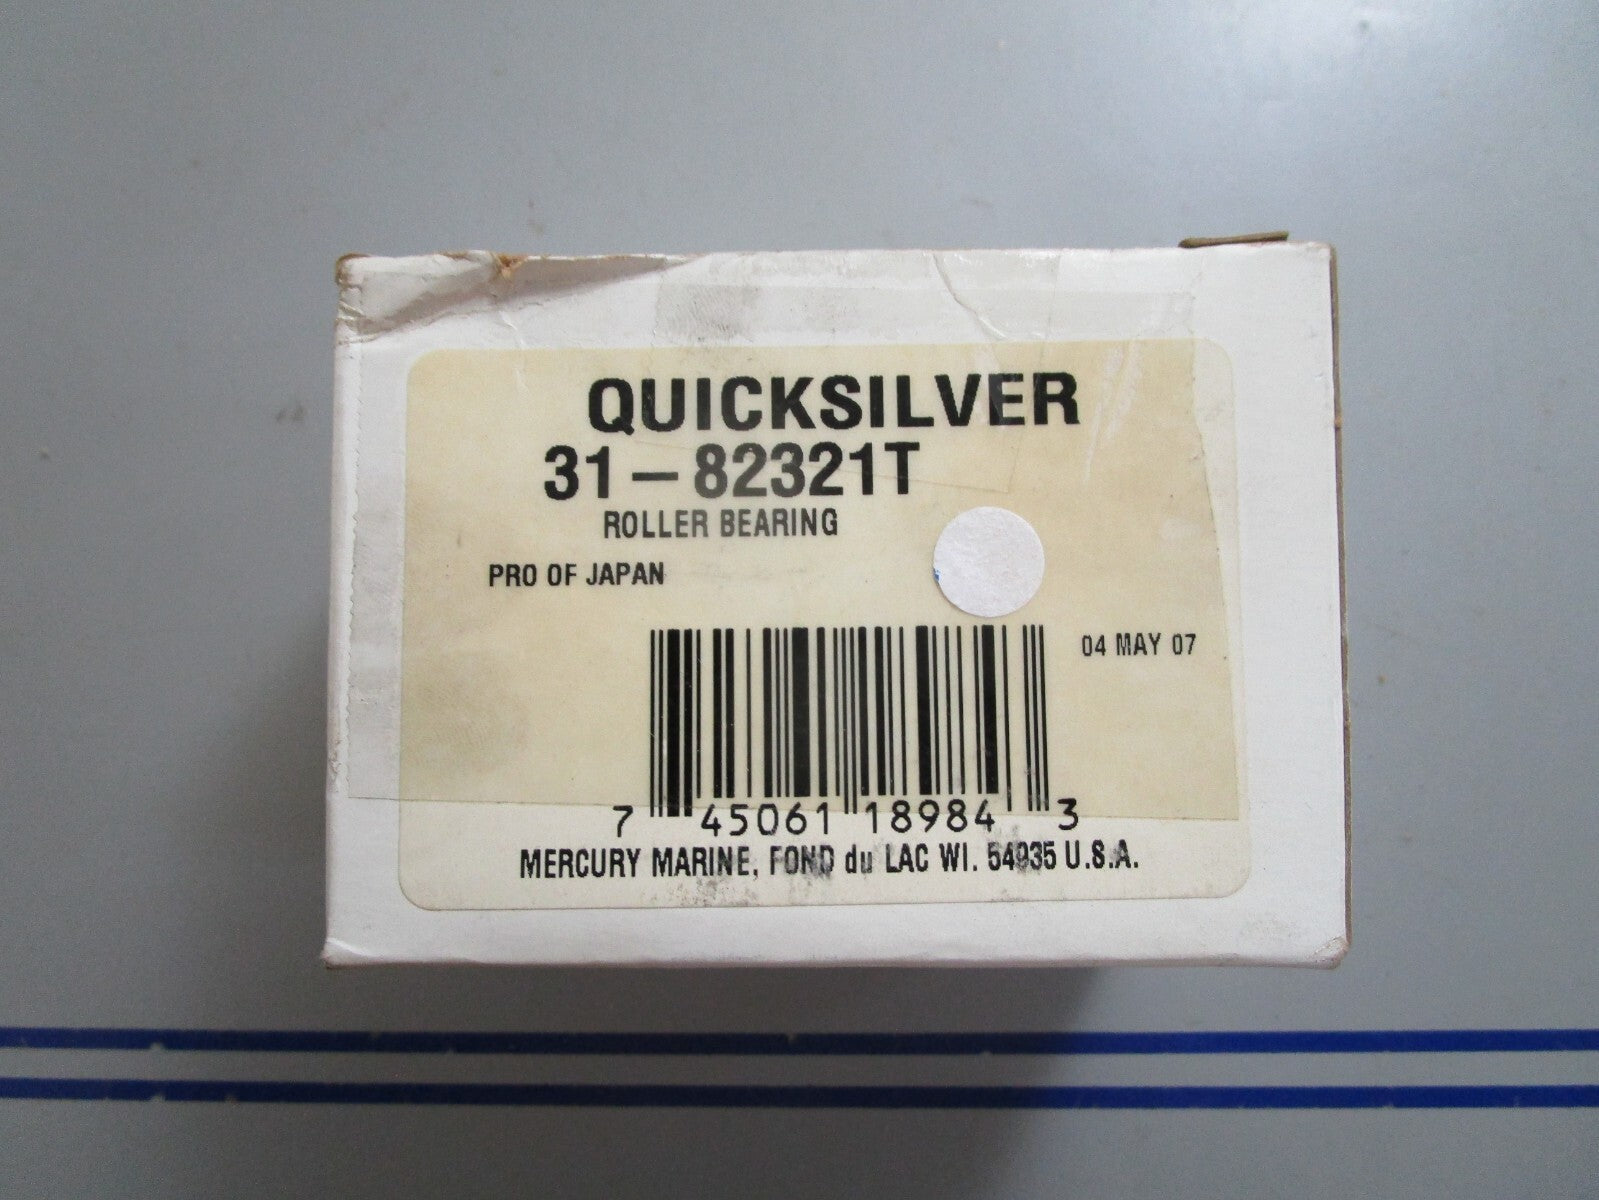 QUICKSILVER
31-82321T
ROLLER BEARING
PRO OF JAPAN
04 MAY 07
7 45061 18984 3
MERCURY MARINE, FOND du LAC WI. 54935 U.S.A.